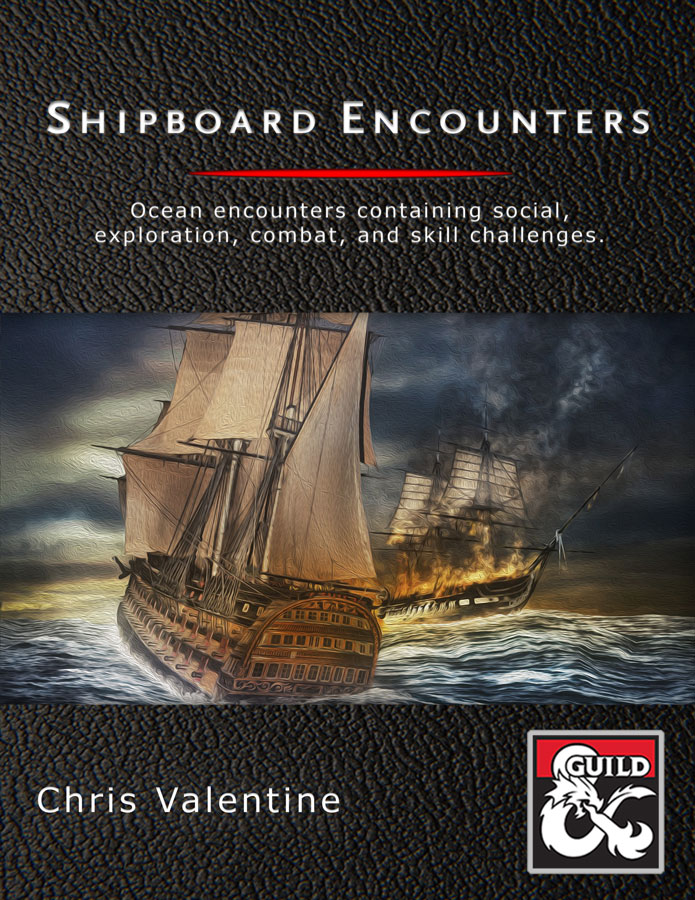 Shipboard Encounters
Ocean encounters containing social,
exploration, combat, and skill challenges.
Chris Valentine
GUILD